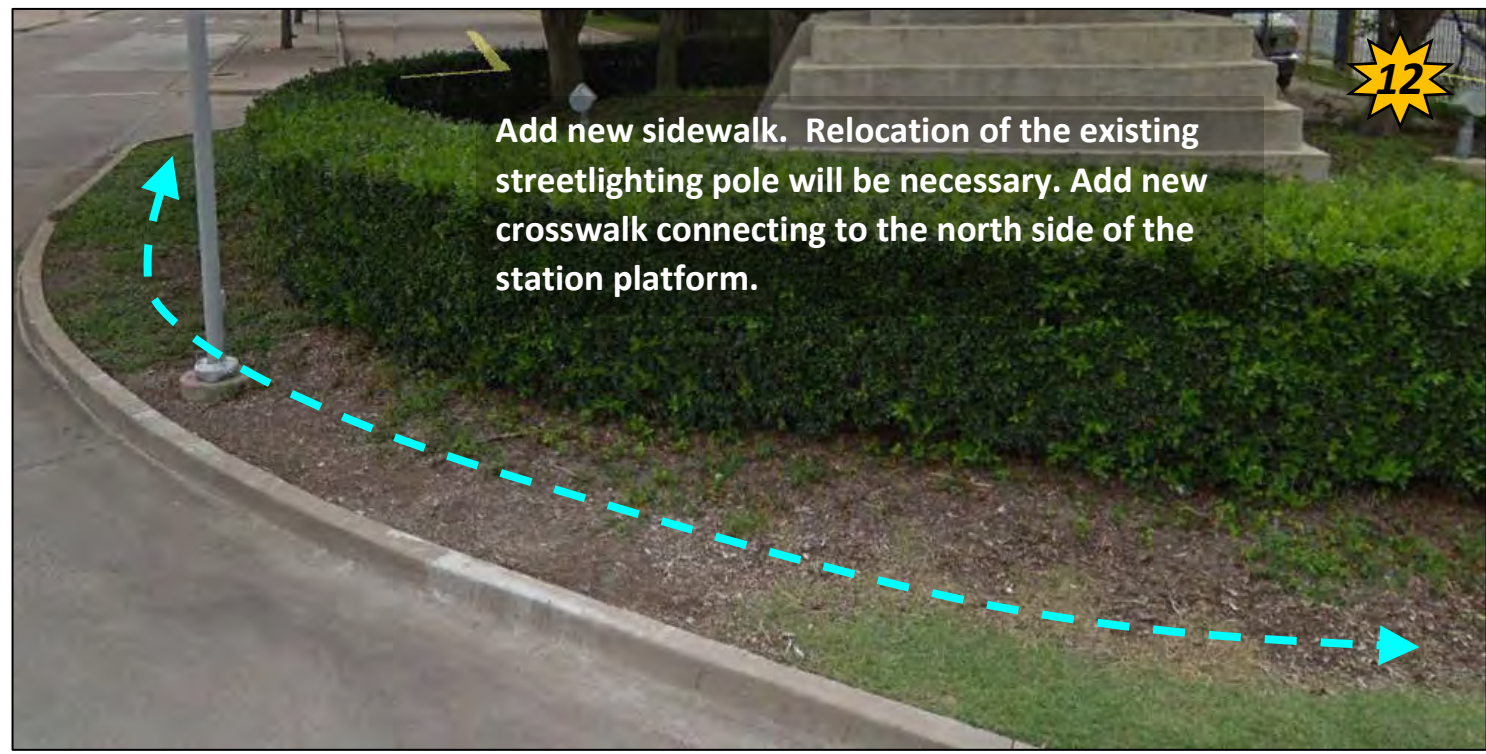 12
Add new sidewalk.  Relocation of the existing
streetlighting pole will be necessary. Add new
crosswalk connecting to the north side of the
station platform.